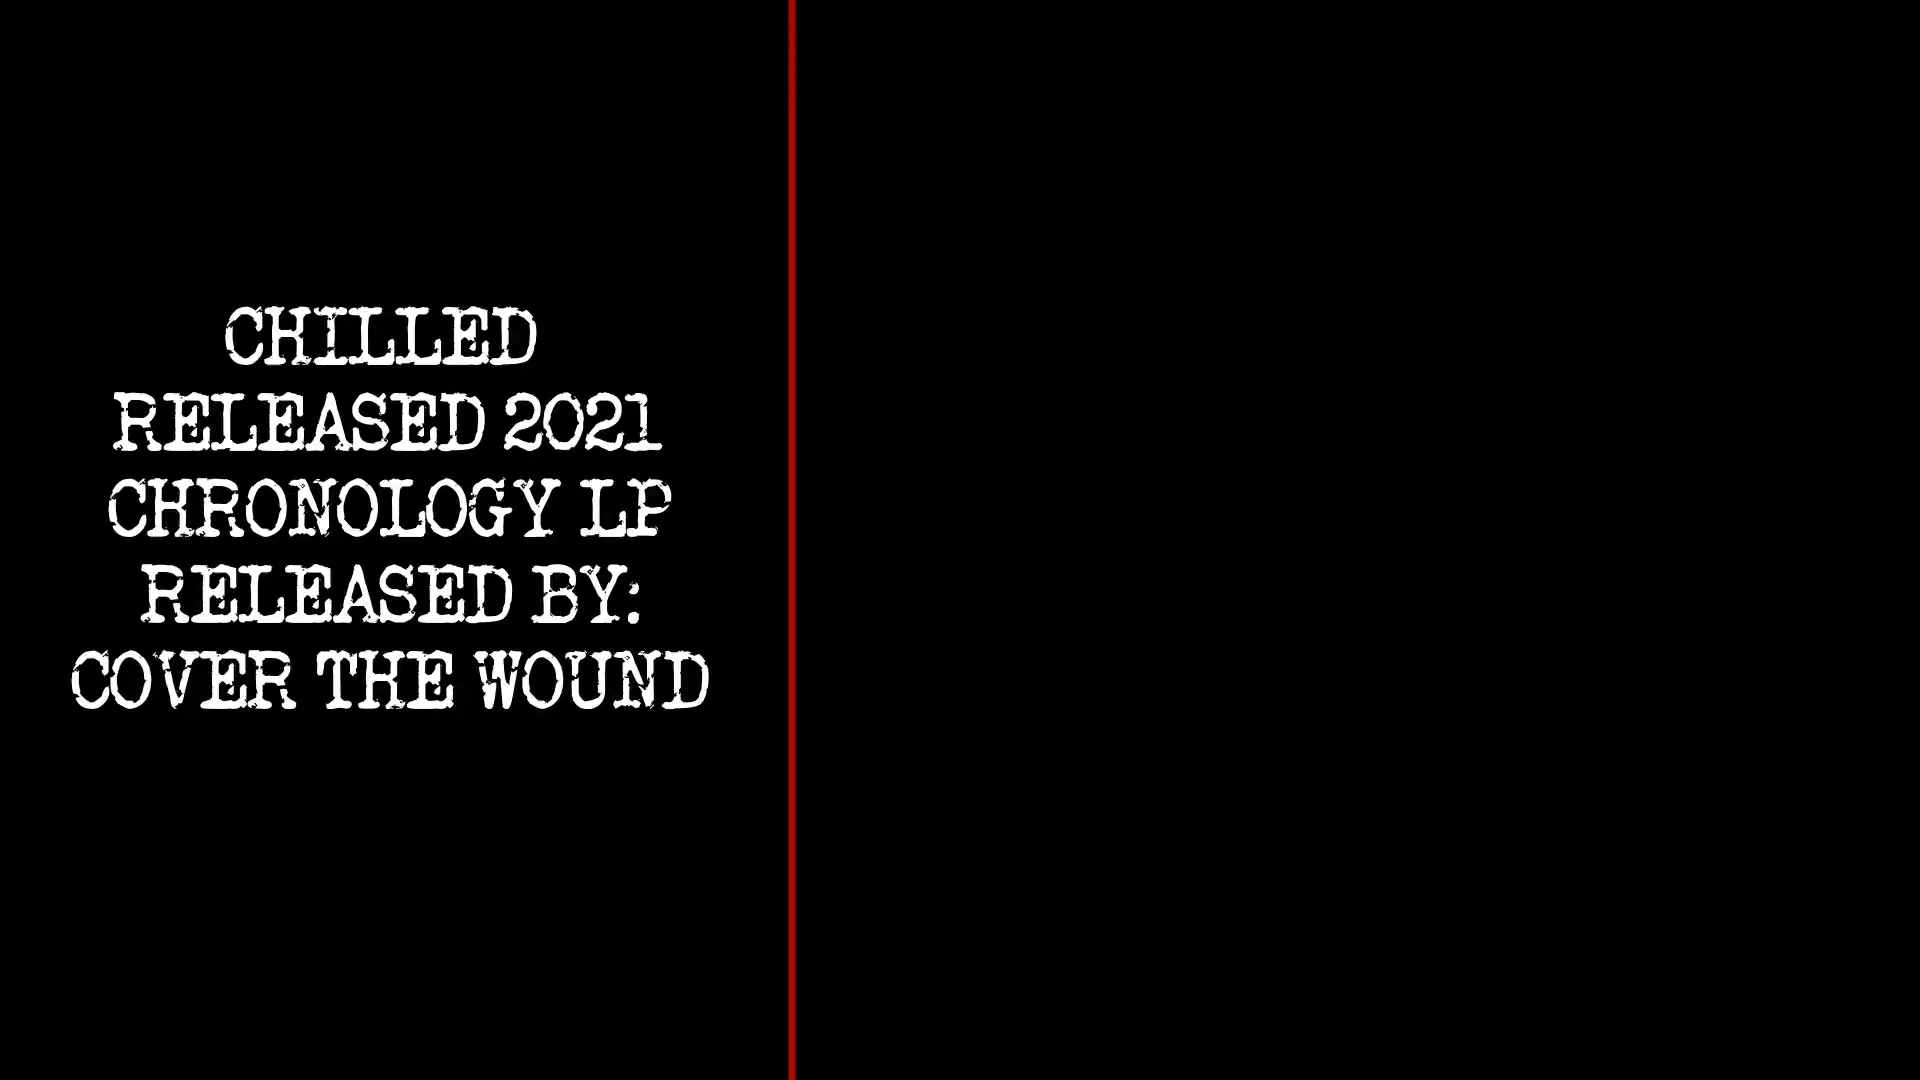 CHILLED
RELEASED 2021
CHRONOLOGY LP
RELEASED BY:
COVER THE WOUND